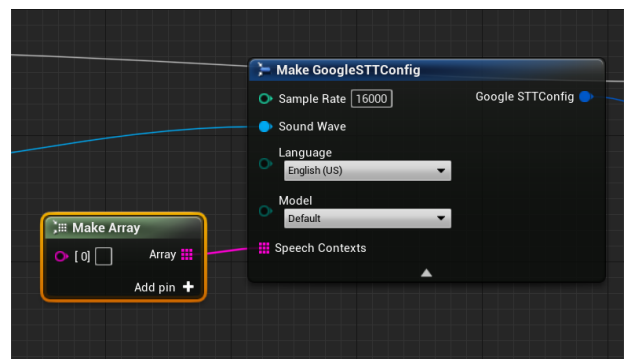 Make GoogleSTTConfig
Sample Rate 16000 Google STTConfig
Sound Wave
Language
English (US)
Model
Default
Make Array
[0] Array Speech Contexts
Add pin